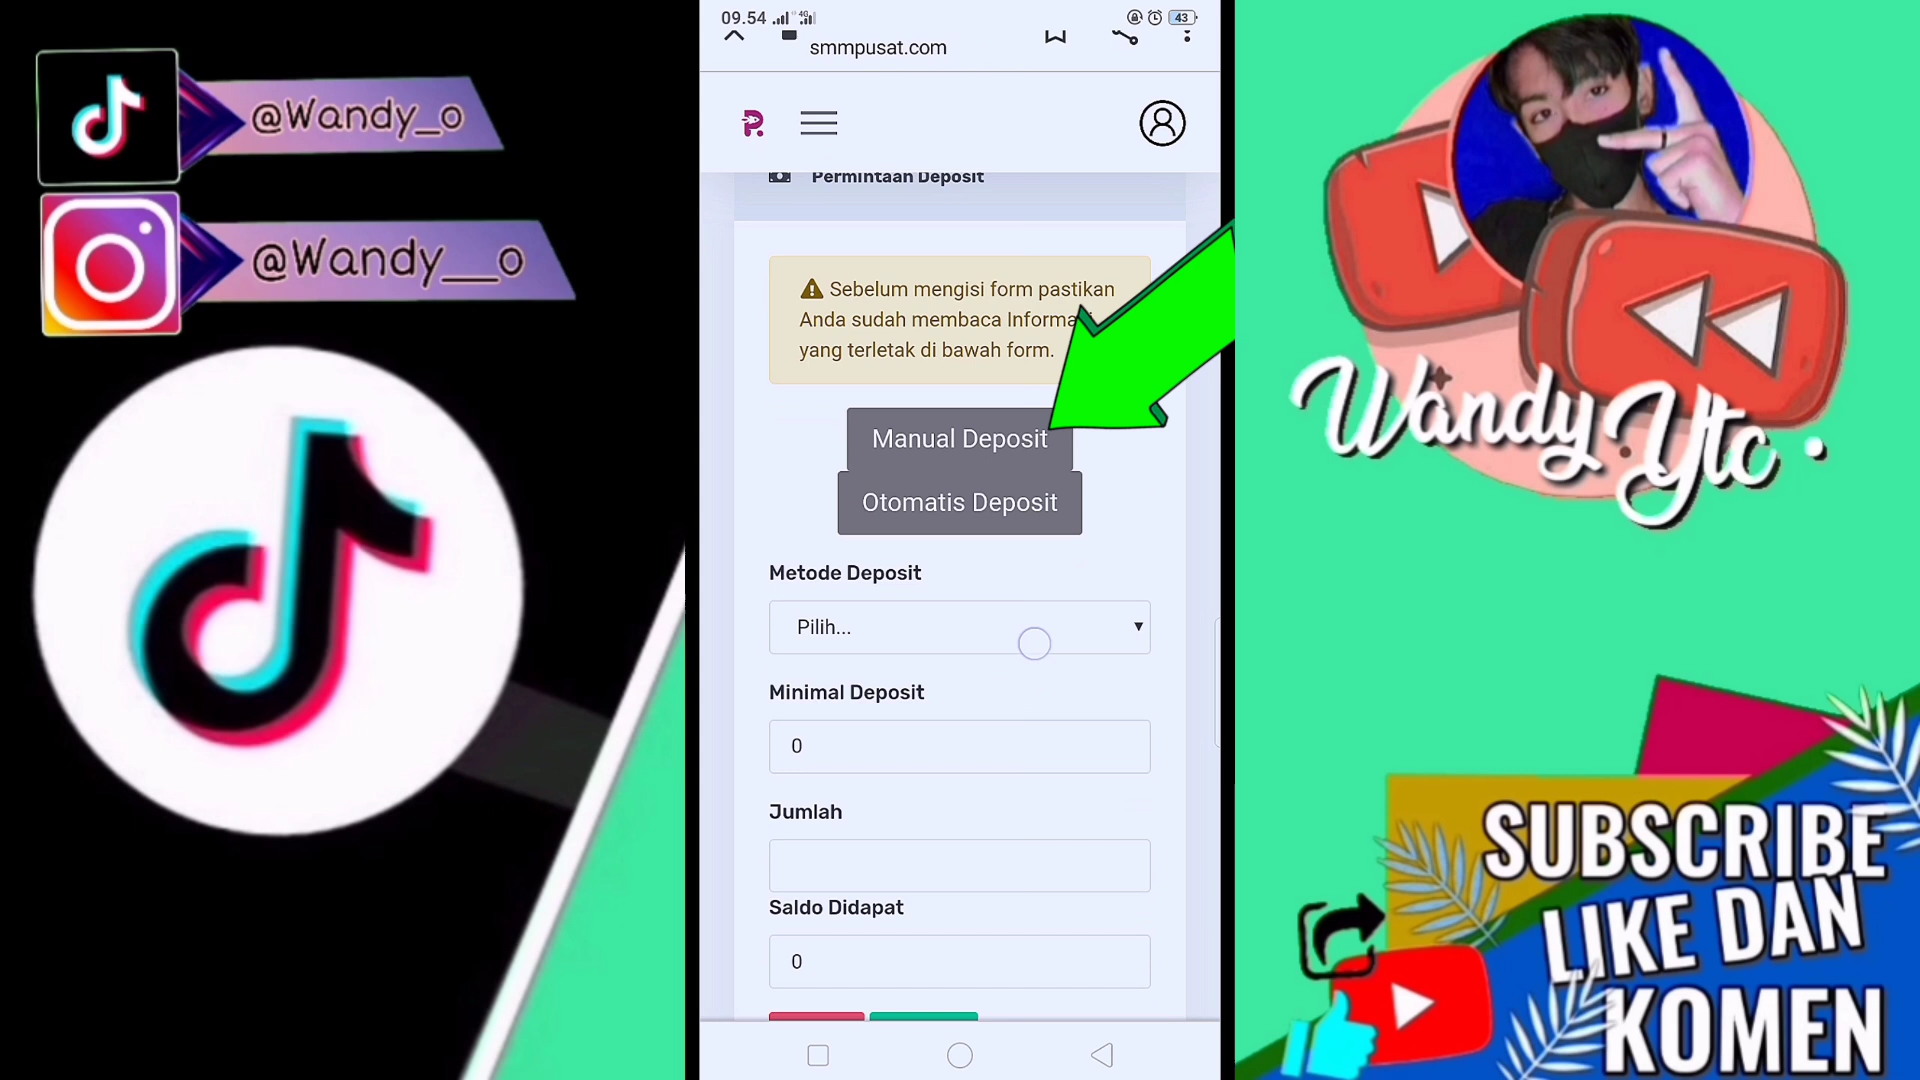 @Wandy_o
@Wandy__o
09.54
4G
43
smmpusat.com
Permintaan Deposit
Sebelum mengisi form pastikan
Anda sudah membaca Informa
yang terletak di bawah form.
Manual Deposit
Otomatis Deposit
Metode Deposit
Pilih...
Minimal Deposit
0
Jumlah
Saldo Didapat
0
Wandy Ytc
SUBSCRIBE
LIKE DAN
KOMEN